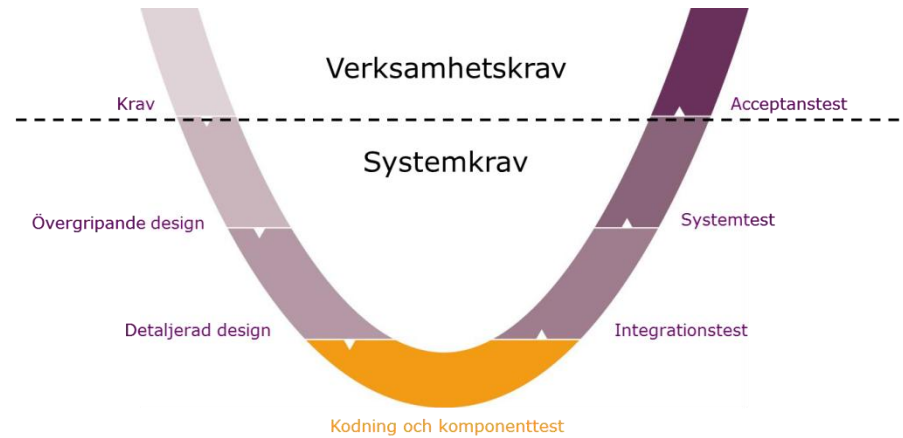 Verksamhetskrav
Krav
Acceptanstest
Systemkrav
Övergripande design
Systemtest
Detaljerad design
Integrationstest
Kodning och komponenttest